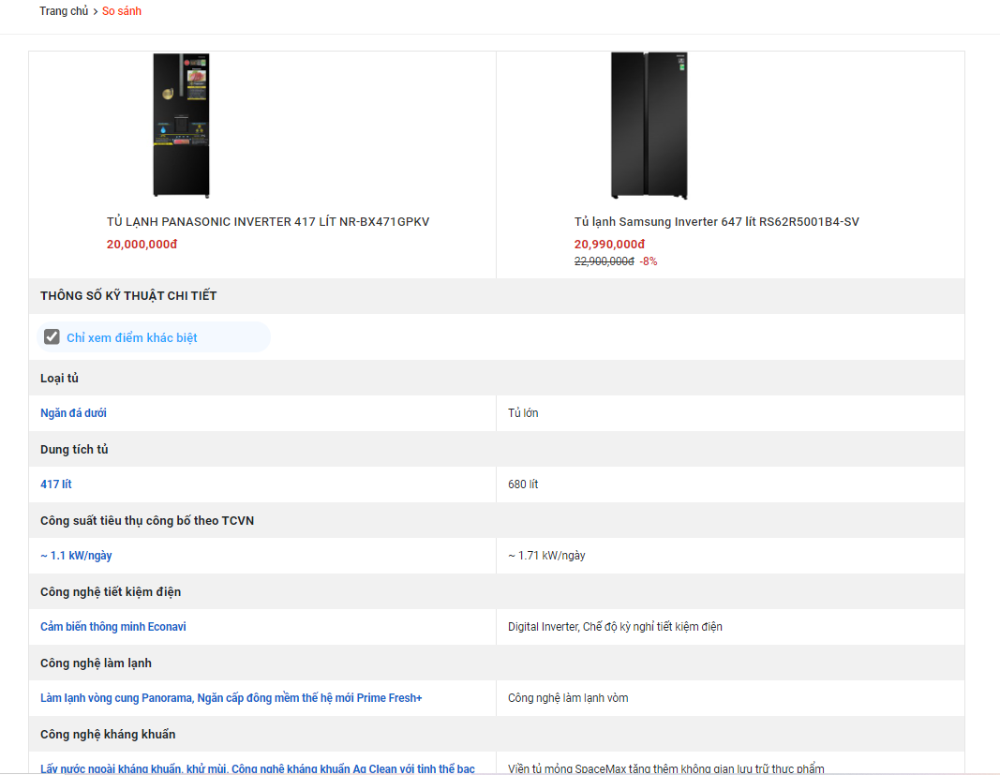 Trang chủ > So sánh
TỦ LẠNH PANASONIC INVERTER 417 LÍT NR-BX471GPKV
20,000,000đ
Tủ lạnh Samsung Inverter 647 lít RS62R5001B4-SV
20,990,000đ
22,900,000đ -8%
THÔNG SỐ KỸ THUẬT CHI TIẾT
Chỉ xem điểm khác biệt
Loại tủ
Ngăn đá dưới
Tủ lớn
Dung tích tủ
417 lít
680 lít
Công suất tiêu thụ công bố theo TCVN
~ 1.1 kW/ngày
~ 1.71 kW/ngày
Công nghệ tiết kiệm điện
Cảm biến thông minh Econavi
Digital Inverter, Chế độ kỳ nghỉ tiết kiệm điện
Công nghệ làm lạnh
Làm lạnh vòng cung Panorama, Ngăn cấp đông mềm thế hệ mới Prime Fresh+
Công nghệ làm lạnh vòm
Công nghệ kháng khuẩn
Lấy nước ngoài kháng khuẩn, khử mùi, Công nghệ kháng khuẩn Ag Clean với tinh thể bạc
Viền tủ mỏng SpaceMax tăng thêm không gian lưu trữ thực phẩm